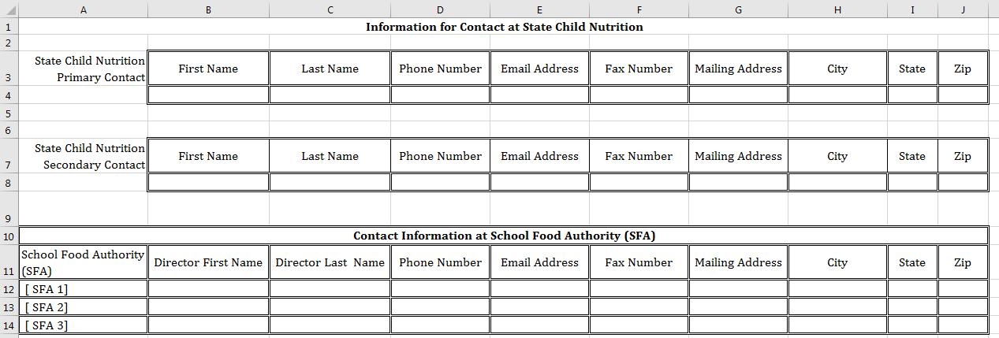 A B C D E F G H I J
1 Information for Contact at State Child Nutrition
2
3 State Child Nutrition Primary Contact First Name Last Name Phone Number Email Address Fax Number Mailing Address City State Zip
4
5
6
7 State Child Nutrition Secondary Contact First Name Last Name Phone Number Email Address Fax Number Mailing Address City State Zip
8
9
10 Contact Information at School Food Authority (SFA)
11 School Food Authority (SFA) Director First Name Director Last  Name Phone Number Email Address Fax Number Mailing Address City State Zip
12 [ SFA 1]
13 [ SFA 2]
14 [ SFA 3]